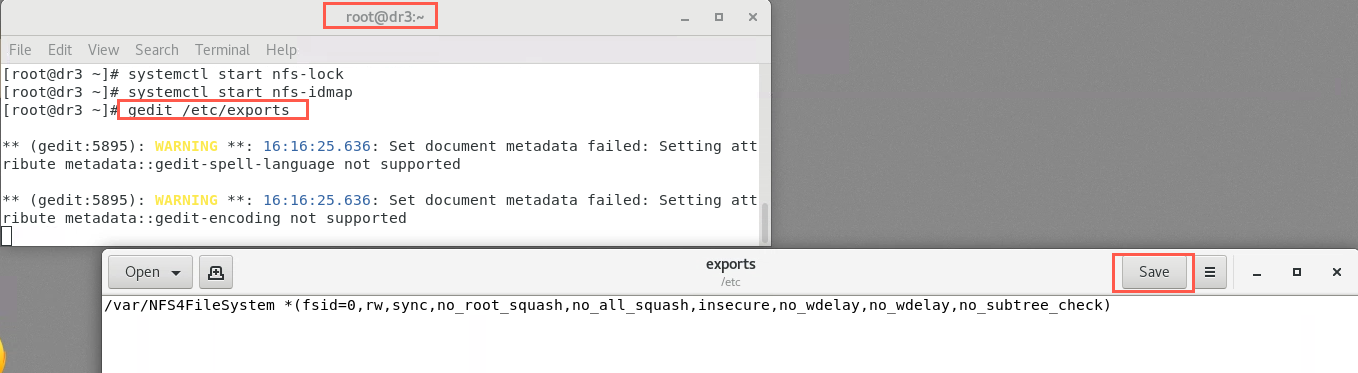 root@dr3:~
File Edit View Search Terminal Help
[root@dr3 ~]# systemctl start nfs-lock
[root@dr3 ~]# systemctl start nfs-idmap
[root@dr3 ~]# gedit /etc/exports
** (gedit:5895): WARNING **: 16:16:25.636: Set document metadata failed: Setting att
ribute metadata::gedit-spell-language not supported
** (gedit:5895): WARNING **: 16:16:25.636: Set document metadata failed: Setting att
ribute metadata::gedit-encoding not supported
Open exports Save
/etc
/var/NFS4FileSystem *(fsid=0,rw,sync,no_root_squash,no_all_squash,insecure,no_wdelay,no_wdelay,no_subtree_check)